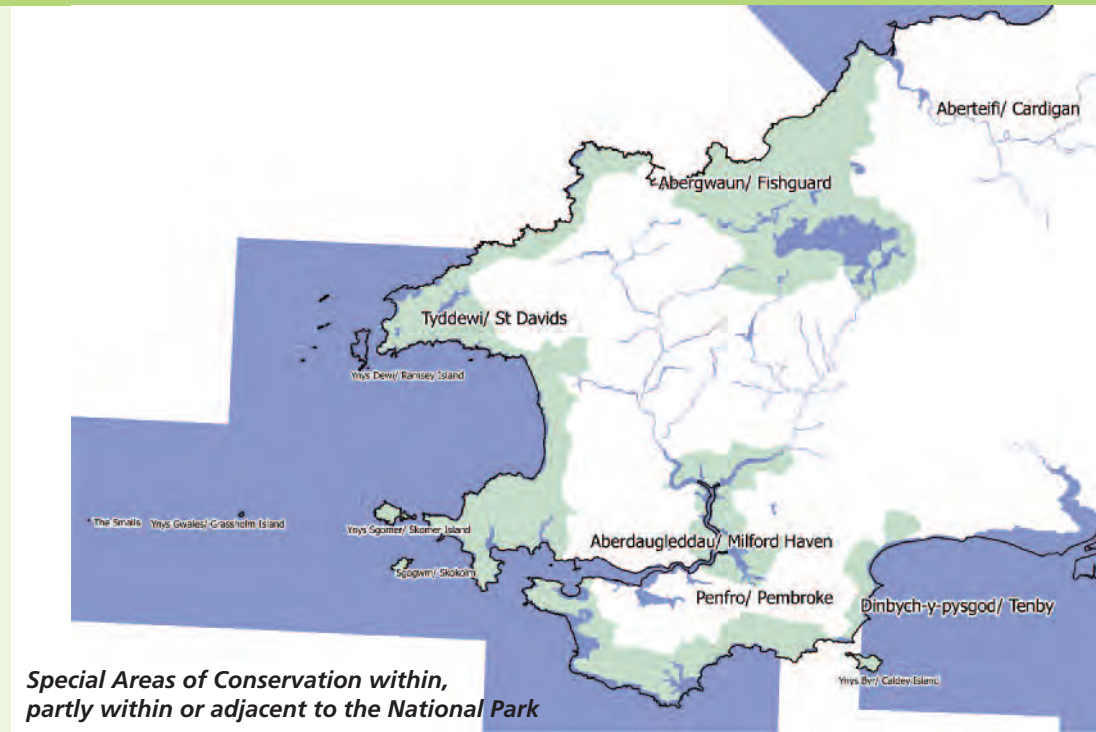 Aberteifi/ Cardigan
Abergwaun/ Fishguard
Tyddewi/ St Davids
Ynys Dewi/ Ramsey Island
The Smalls
Ynys Gwales/ Grassholm Island
Ynys Sgomer/ Skomer Island
Sgogwm/ Skokolm
Aberdaugleddau/ Milford Haven
Penfro/ Pembroke
Dinbych-y-pysgod/ Tenby
Ynys Byr/ Caldey Island
Special Areas of Conservation within,
partly within or adjacent to the National Park